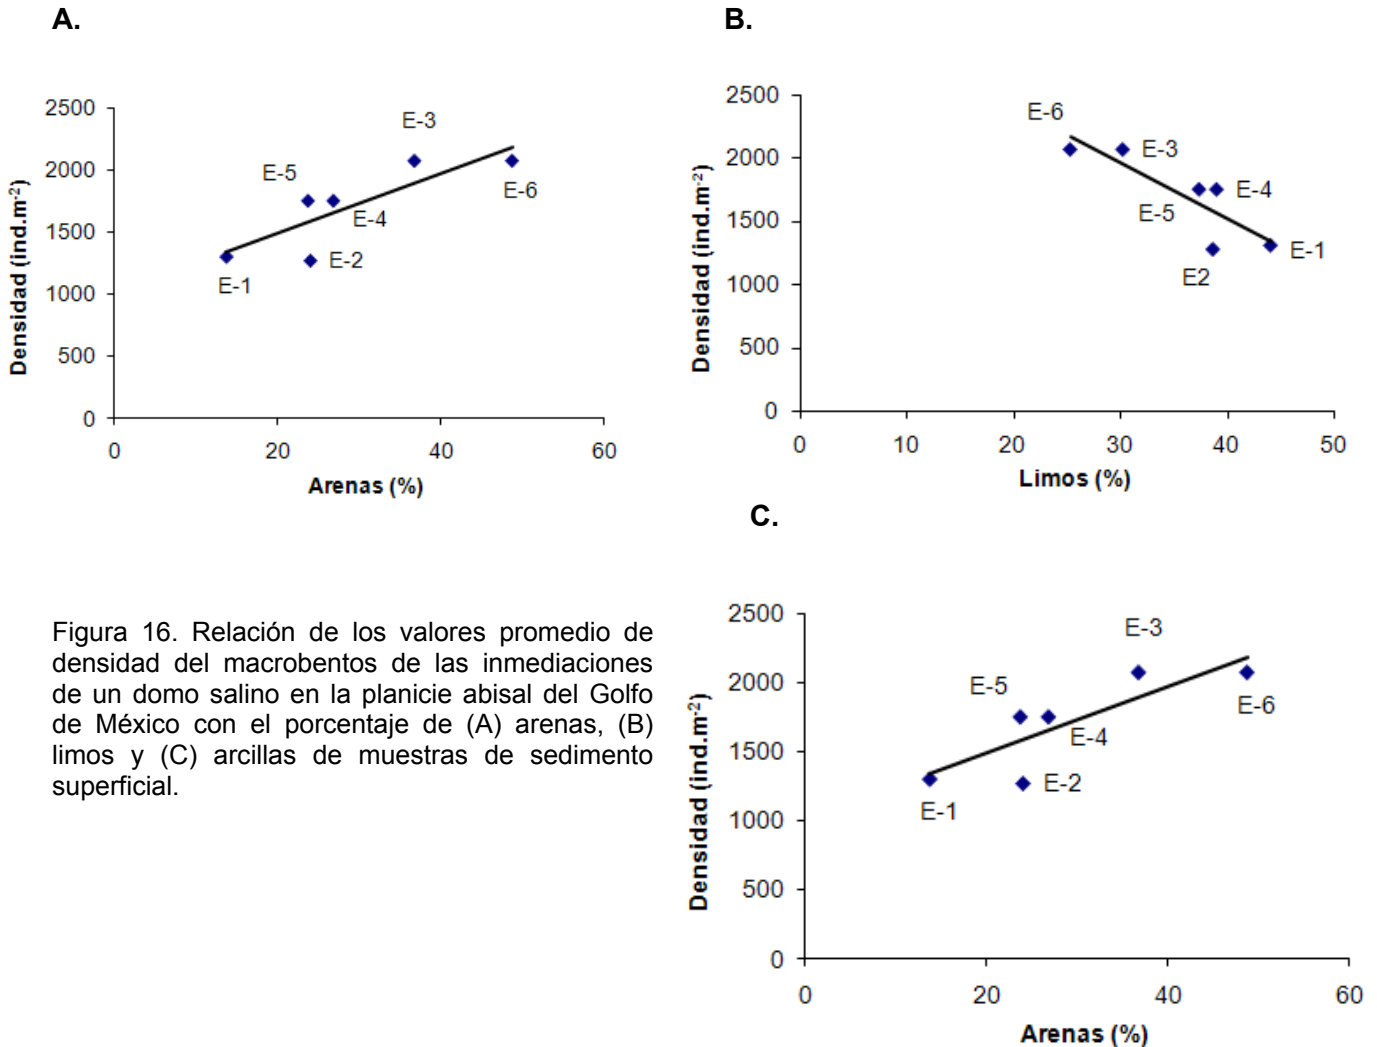 A.
B.
2500
2000
1500
1000
500
0
0
20
40
60
E-3
E-5
E-6
E-4
E-2
E-1
Densidad (ind.m-2)
Arenas (%)
2500
2000
1500
1000
500
0
0
10
20
30
40
50
E-6
E-3
E-4
E-5
E-1
E2
Densidad (ind.m-2)
Limos (%)
C.
Figura 16. Relación de los valores promedio de
densidad del macrobentos de las inmediaciones
de un domo salino en la planicie abisal del Golfo
de México con el porcentaje de (A) arenas, (B)
limos y (C) arcillas de muestras de sedimento
superficial.
2500
2000
1500
1000
500
0
0
20
40
60
E-3
E-5
E-6
E-4
E-2
E-1
Densidad (ind.m-2)
Arenas (%)